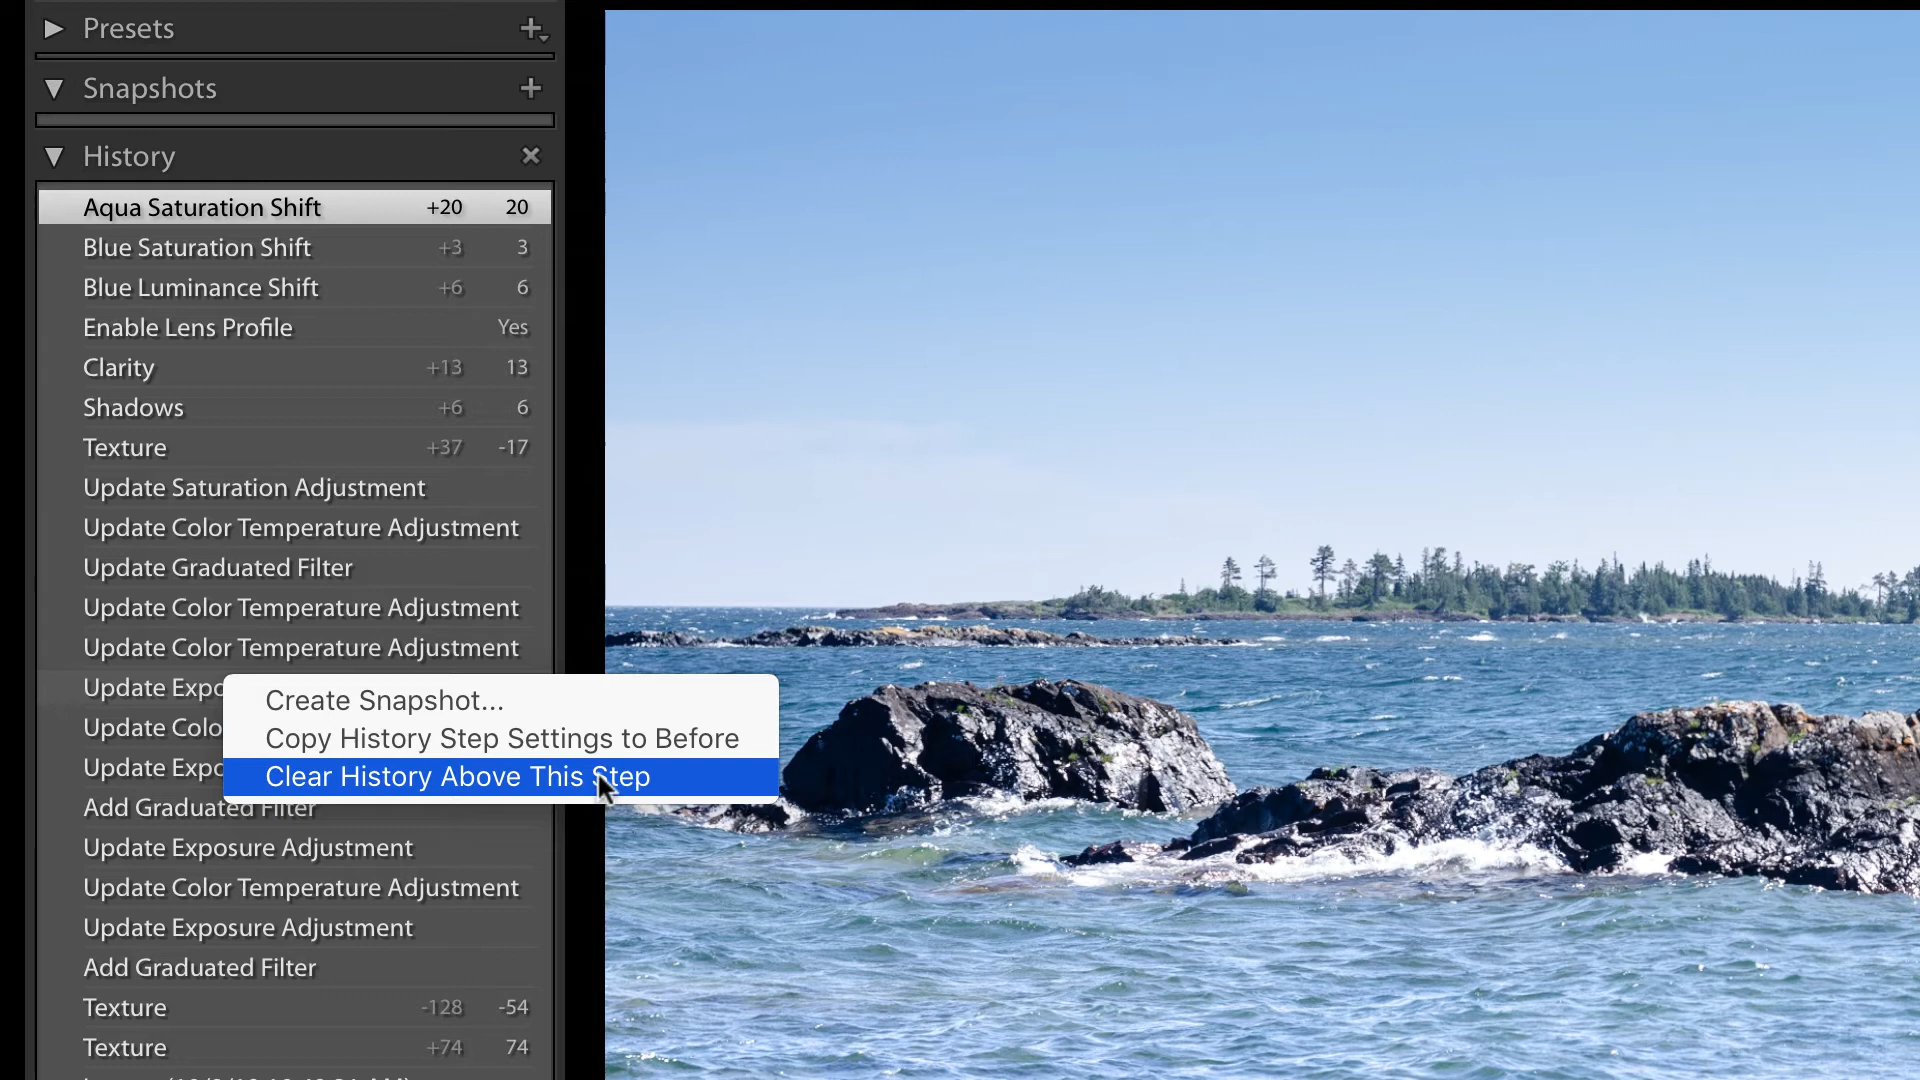 Presets
Snapshots
History
Aqua Saturation Shift +20 20
Blue Saturation Shift +3 3
Blue Luminance Shift +6 6
Enable Lens Profile Yes
Clarity +13 13
Shadows +6 6
Texture +37 -17
Update Saturation Adjustment
Update Color Temperature Adjustment
Update Graduated Filter
Update Color Temperature Adjustment
Update Color Temperature Adjustment
Update Expo
Create Snapshot...
Update Colo
Copy History Step Settings to Before
Update Expo
Clear History Above This Step
Add Graduated Filter
Update Exposure Adjustment
Update Color Temperature Adjustment
Update Exposure Adjustment
Add Graduated Filter
Texture -128 -54
Texture +74 74